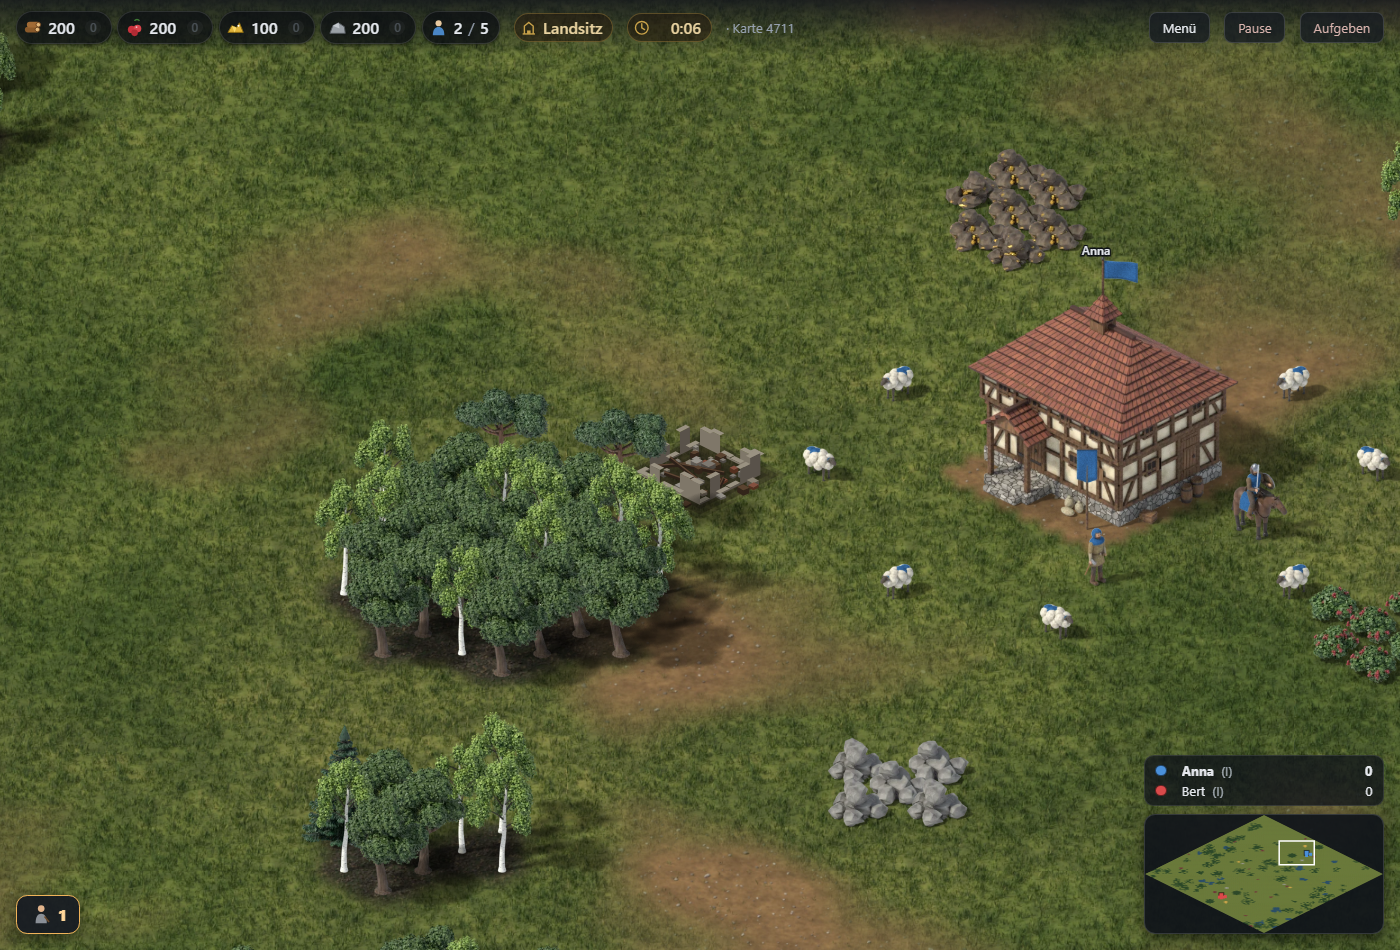 200 0 200 0 100 0 200 0 2 / 5 Landsitz 0:06 · Karte 4711 Menü Pause Aufgeben
Anna
Anna (I) 0
Bert (I) 0
1